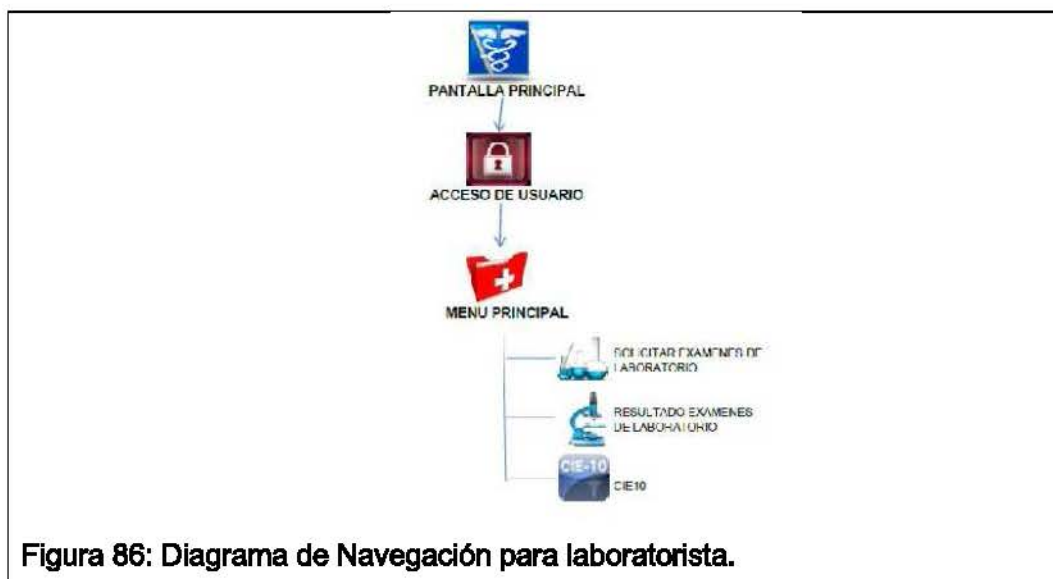 PANTALLA PRINCIPAL
ACCESO DE USUARIO
MENU PRINCIPAL
SOLICITAR EXAMENES DE
LABORATORIO
RESULTADO EXAMENES
DE LABORATORIO
CIE-10
CIE10
Figura 86: Diagrama de Navegación para laboratorista.